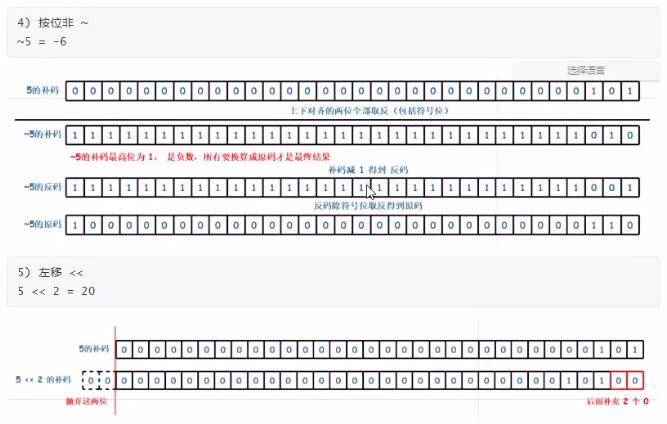 4) 按位非 ~
~5 = -6
选择语言
5的补码 0 0 0 0 0 0 0 0 0 0 0 0 0 0 0 0 0 0 0 0 0 0 0 0 0 0 0 0 1 0 1
上下对齐的两位全部取反(包括符号位)
~5的补码 1 1 1 1 1 1 1 1 1 1 1 1 1 1 1 1 1 1 1 1 1 1 1 1 1 1 1 1 0 1 0
~5的补码最高位为 1, 是负数,所有要换算成原码才是最终结果
补码减 1 得到 反码
~5的反码 1 1 1 1 1 1 1 1 1 1 1 1 1 1 1 1 1 1 1 1 1 1 1 1 1 1 1 1 0 0 1
反码除符号位取反得到原码
~5的原码 1 0 0 0 0 0 0 0 0 0 0 0 0 0 0 0 0 0 0 0 0 0 0 0 0 0 0 0 1 1 0
5) 左移 <<
5 << 2 = 20
5的补码 0 0 0 0 0 0 0 0 0 0 0 0 0 0 0 0 0 0 0 0 0 0 0 0 0 0 0 0 0 1 0 1
5 << 2 的补码 0 0 0 0 0 0 0 0 0 0 0 0 0 0 0 0 0 0 0 0 0 0 0 0 0 0 0 0 0 1 0 1 0 0
抛弃这两位 后面补充 2 个 0